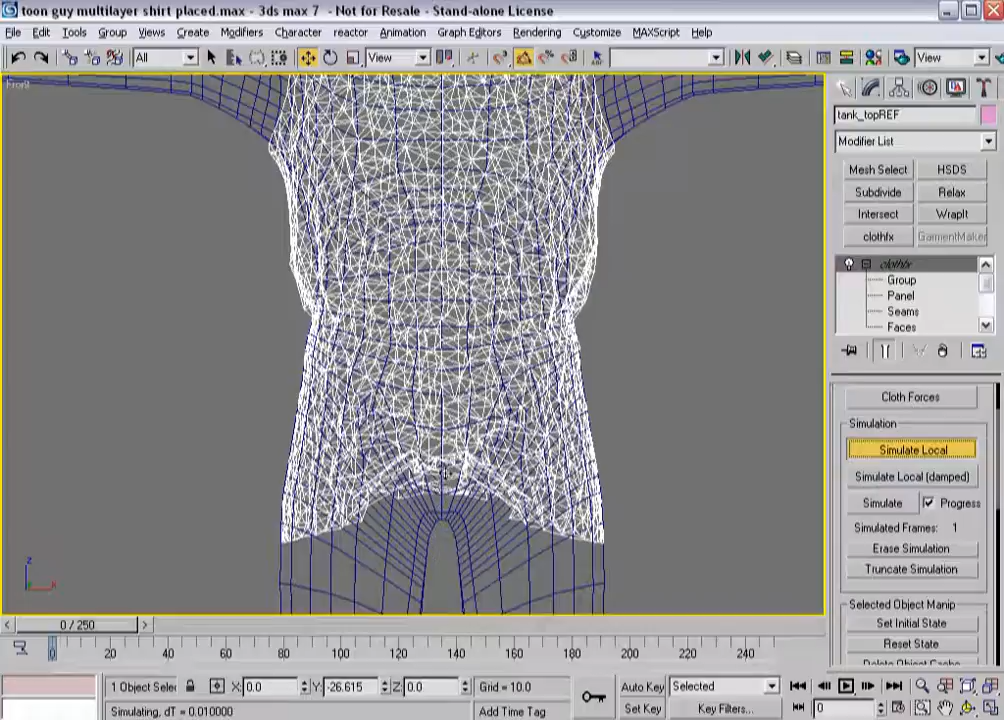 toon guy multilayer shirt placed.max - 3ds max 7 - Not for Resale - Stand-alone License
File Edit Tools Group Views Create Modifiers Character reactor Animation Graph Editors Rendering Customize MAXScript Help
All View View
Front
tank_topREF
Modifier List
Mesh Select HSDS
Subdivide Relax
Intersect WrapIt
clothfx GarmentMaker
clothfx
Group
Panel
Seams
Faces
Cloth Forces
Simulation
Simulate Local
Simulate Local (damped)
Simulate Progress
Simulated Frames: 1
Erase Simulation
Truncate Simulation
Selected Object Manip
Set Initial State
Reset State
Delete Object Cache
z
x
< 0 / 250 >
0 20 40 60 80 100 120 140 160 180 200 220 240
1 Object Selec X: 0.0 Y: -26.615 Z: 0.0 Grid = 10.0 Auto Key Selected
Simulating, dT = 0.010000 Add Time Tag Set Key Key Filters... 0